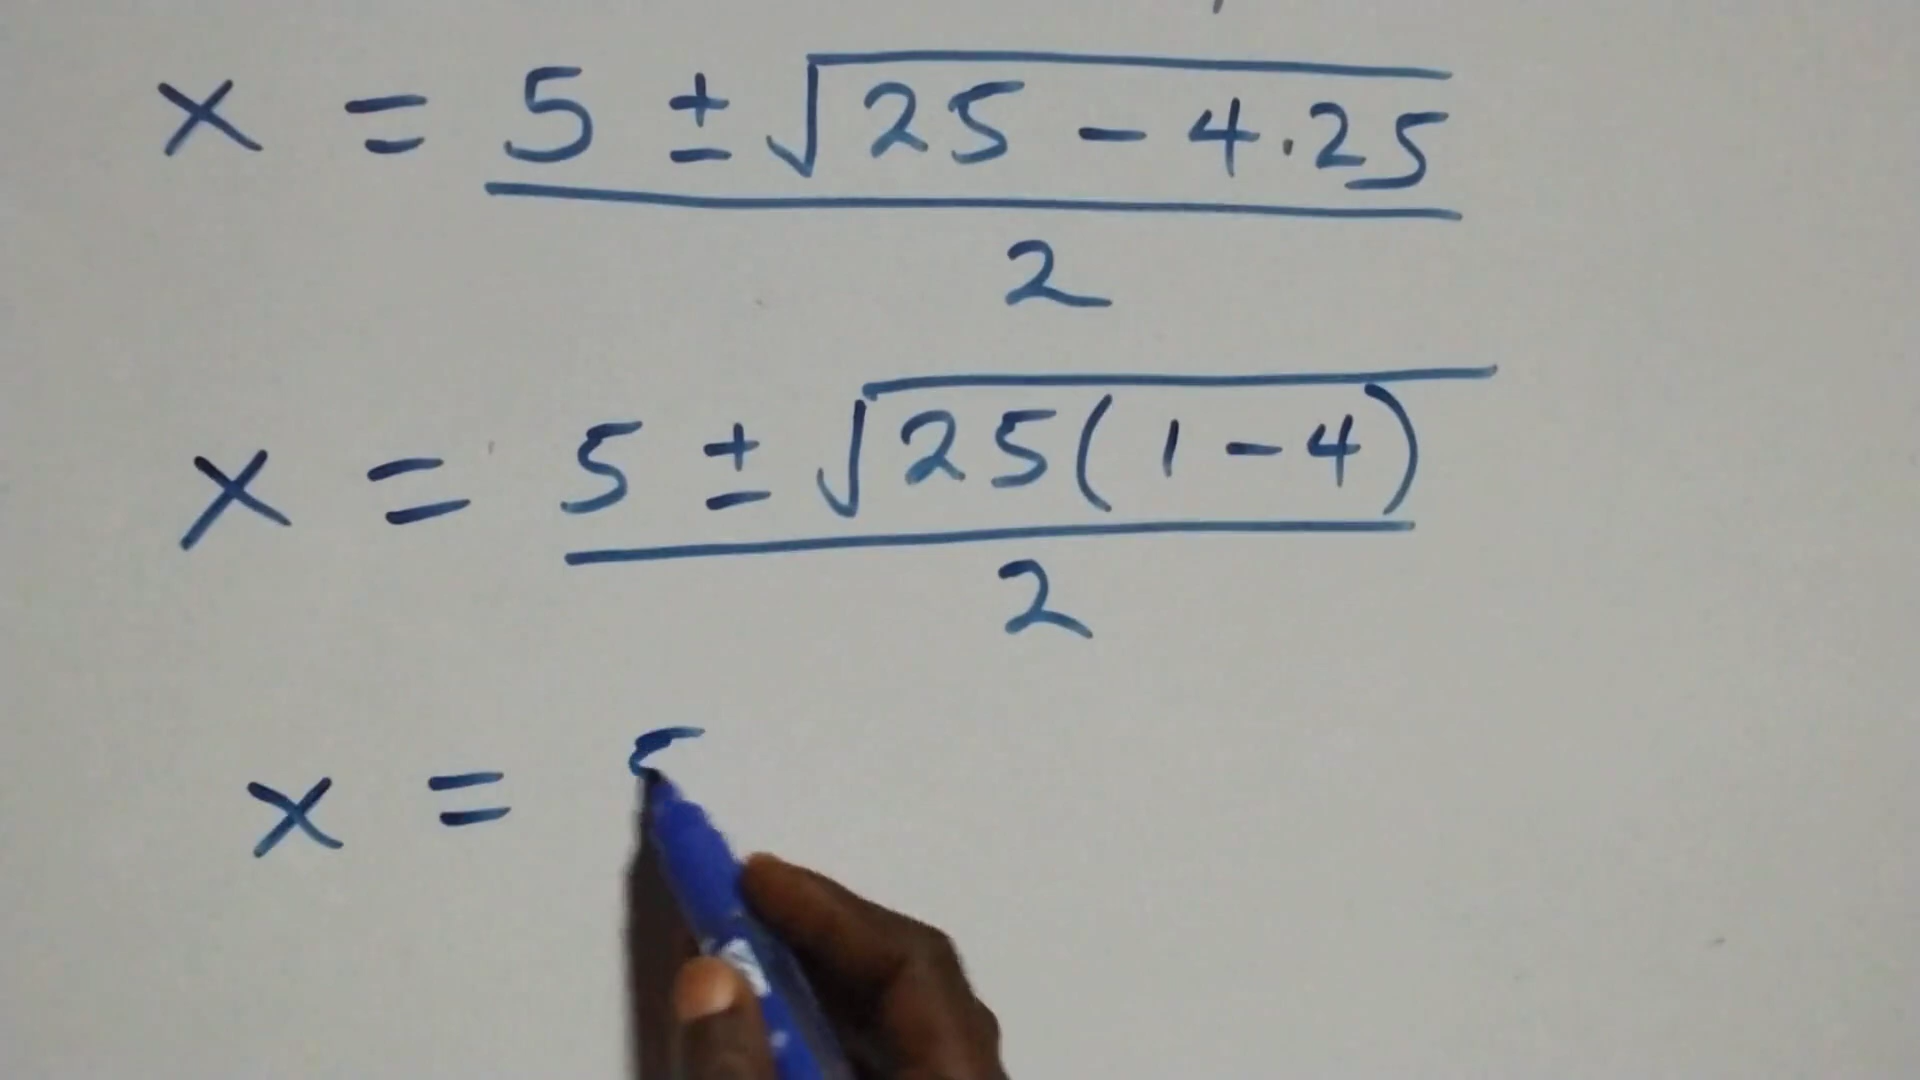 x = 5 ± √25 - 4.25
2
x = 5 ± √25(1-4)
2
x = 5